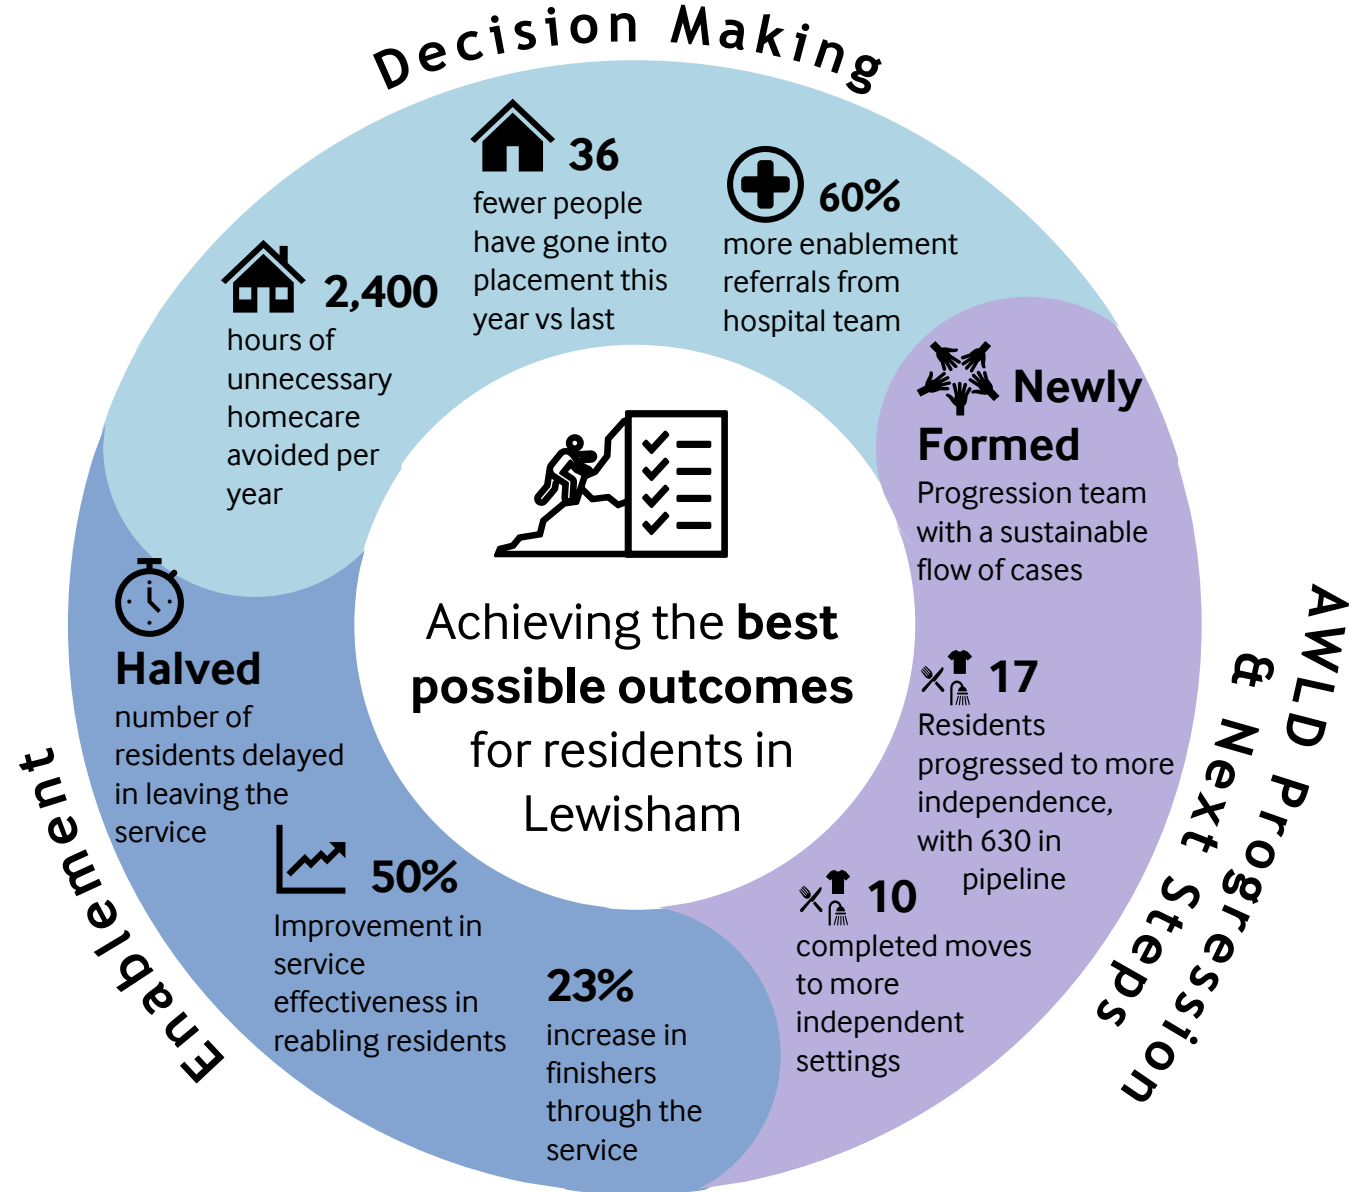 Decision Making
36
fewer people
have gone into
placement this
year vs last
60%
more enablement
referrals from
hospital team
2,400
hours of
unnecessary
homecare
avoided per
year
Newly
Formed
Progression team
with a sustainable
flow of cases
17
Residents
progressed to more
independence,
with 630 in
pipeline
10
completed moves
to more
independent
settings
AWLD Progression
& Next Steps
23%
increase in
finishers
through the
service
50%
Improvement in
service
effectiveness in
reabling residents
Halved
number of
residents delayed
in leaving the
service
Enablement
Achieving the best
possible outcomes
for residents in
Lewisham